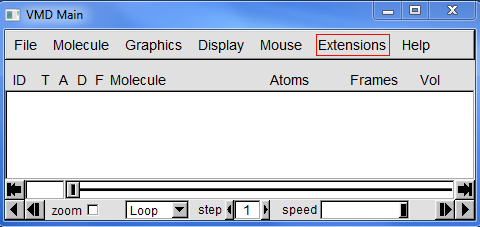 VMD Main
File Molecule Graphics Display Mouse Extensions Help
ID T A D F Molecule Atoms Frames Vol
zoom Loop step 1 speed